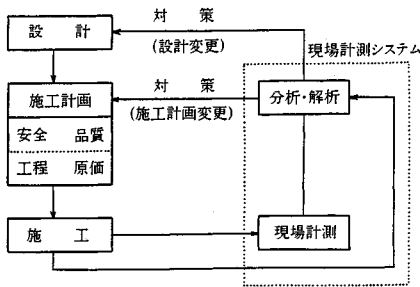 対 策
設 計
(設計変更)
現場計測システム
対 策
施工計画
(施工計画変更)
分析・解析
安全 品質
工程 原価
施 工
現場計測